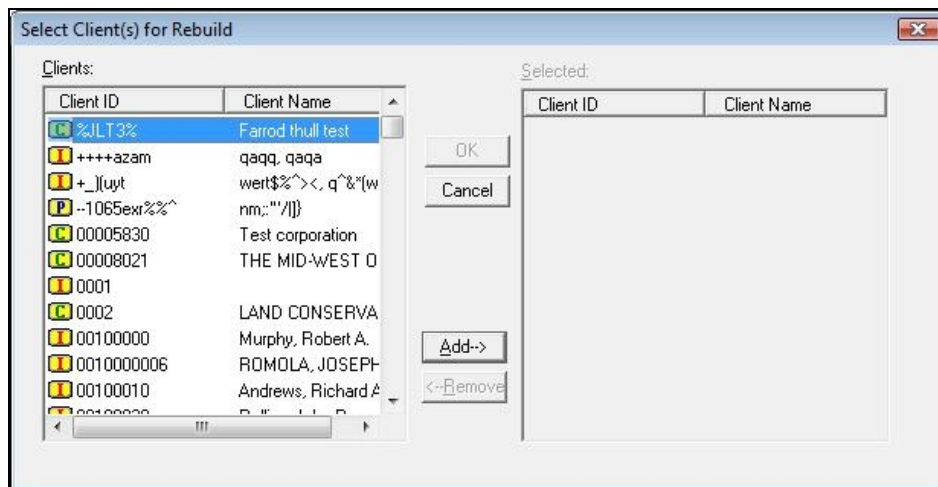 Select Client(s) for Rebuild
Clients:
Selected:
Client ID Client Name
Client ID Client Name
C %JLT3% Farrod thull test
I ++++azam qaqq, qaqa
I +_)(uyt wert$%^><, q^&*(w
P --1065exr%%^ nm,:"'/|]}
C 00005830 Test corporation
C 00008021 THE MID-WEST O
I 0001
C 0002 LAND CONSERVA
I 00100000 Murphy, Robert A.
I 0010000006 ROMOLA, JOSEPH
I 00100010 Andrews, Richard A
OK
Cancel
Add-->
<--Remove